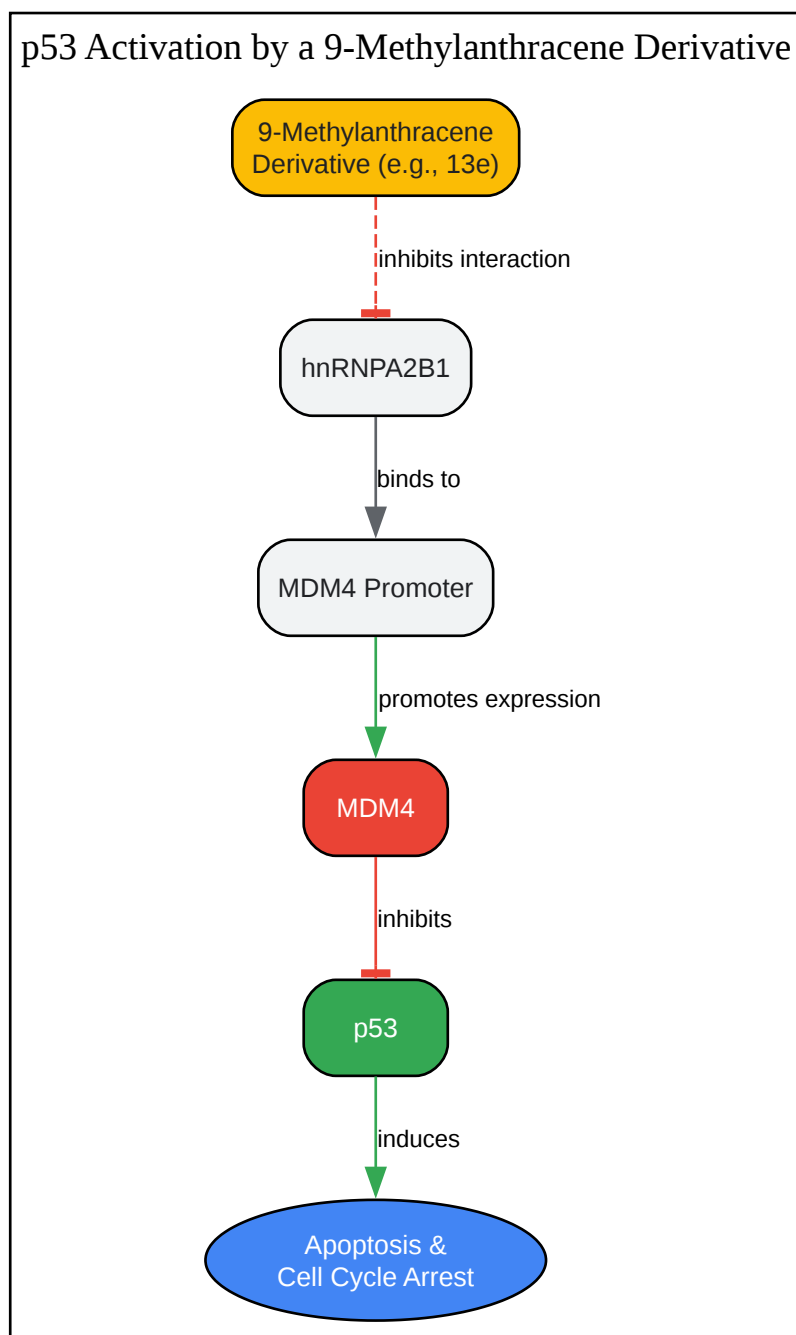 p53 Activation by a 9-Methylanthracene Derivative
9-Methylanthracene
Derivative (e.g., 13e)
inhibits interaction
hnRNPA2B1
binds to
MDM4 Promoter
promotes expression
MDM4
inhibits
p53
induces
Apoptosis &
Cell Cycle Arrest